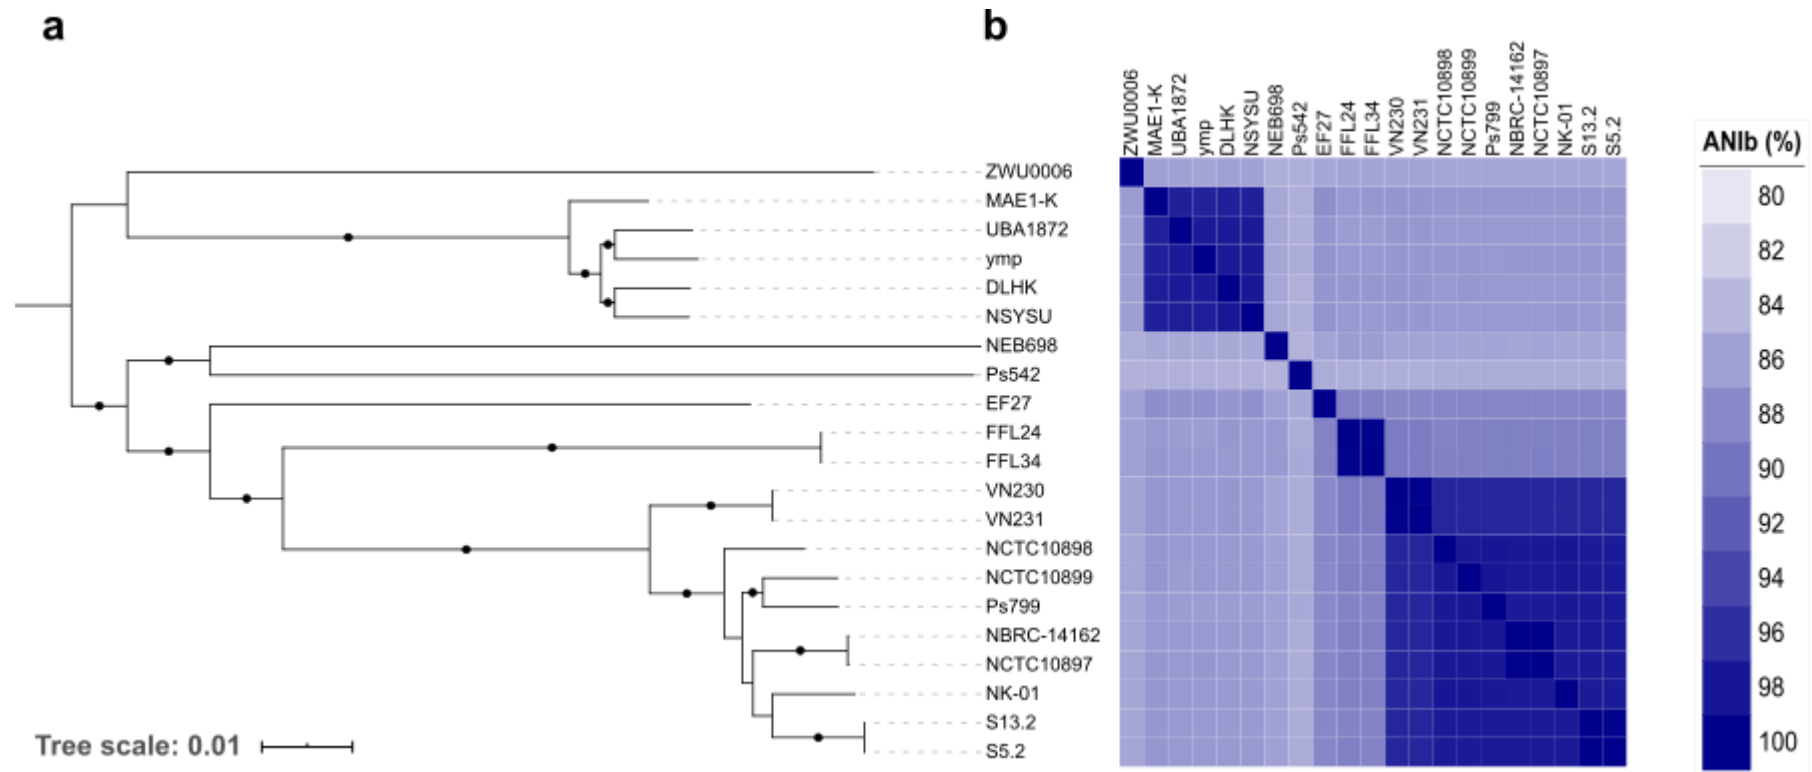 a
b
ZWU0006
MAE1-K
UBA1872
ymp
DLHK
NSYSU
NEB698
Ps542
EF27
FFL24
FFL34
VN230
VN231
NCTC10898
NCTC10899
Ps799
NBRC-14162
NCTC10897
NK-01
S13.2
S5.2
ZWU0006
MAE1-K
UBA1872
ymp
DLHK
NSYSU
NEB698
Ps542
EF27
FFL24
FFL34
VN230
VN231
NCTC10898
NCTC10899
Ps799
NBRC-14162
NCTC10897
NK-01
S13.2
S5.2
Tree scale: 0.01
ANIb (%)
80
82
84
86
88
90
92
94
96
98
100